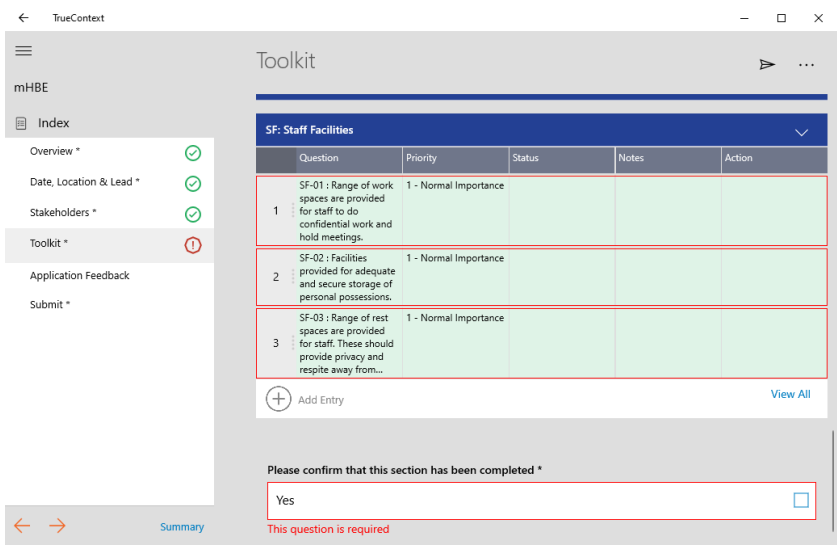 TrueContext
mHBE
Index
Overview *
Date, Location & Lead *
Stakeholders *
Toolkit *
Application Feedback
Submit *
Summary
Toolkit
SF: Staff Facilities
Question Priority Status Notes Action
1
SF-01 : Range of work
spaces are provided
for staff to do
confidential work and
hold meetings.
1 - Normal Importance
2
SF-02 : Facilities
provided for adequate
and secure storage of
personal possessions.
1 - Normal Importance
3
SF-03 : Range of rest
spaces are provided
for staff. These should
provide privacy and
respite away from...
1 - Normal Importance
Add Entry
View All
Please confirm that this section has been completed *
Yes
This question is required